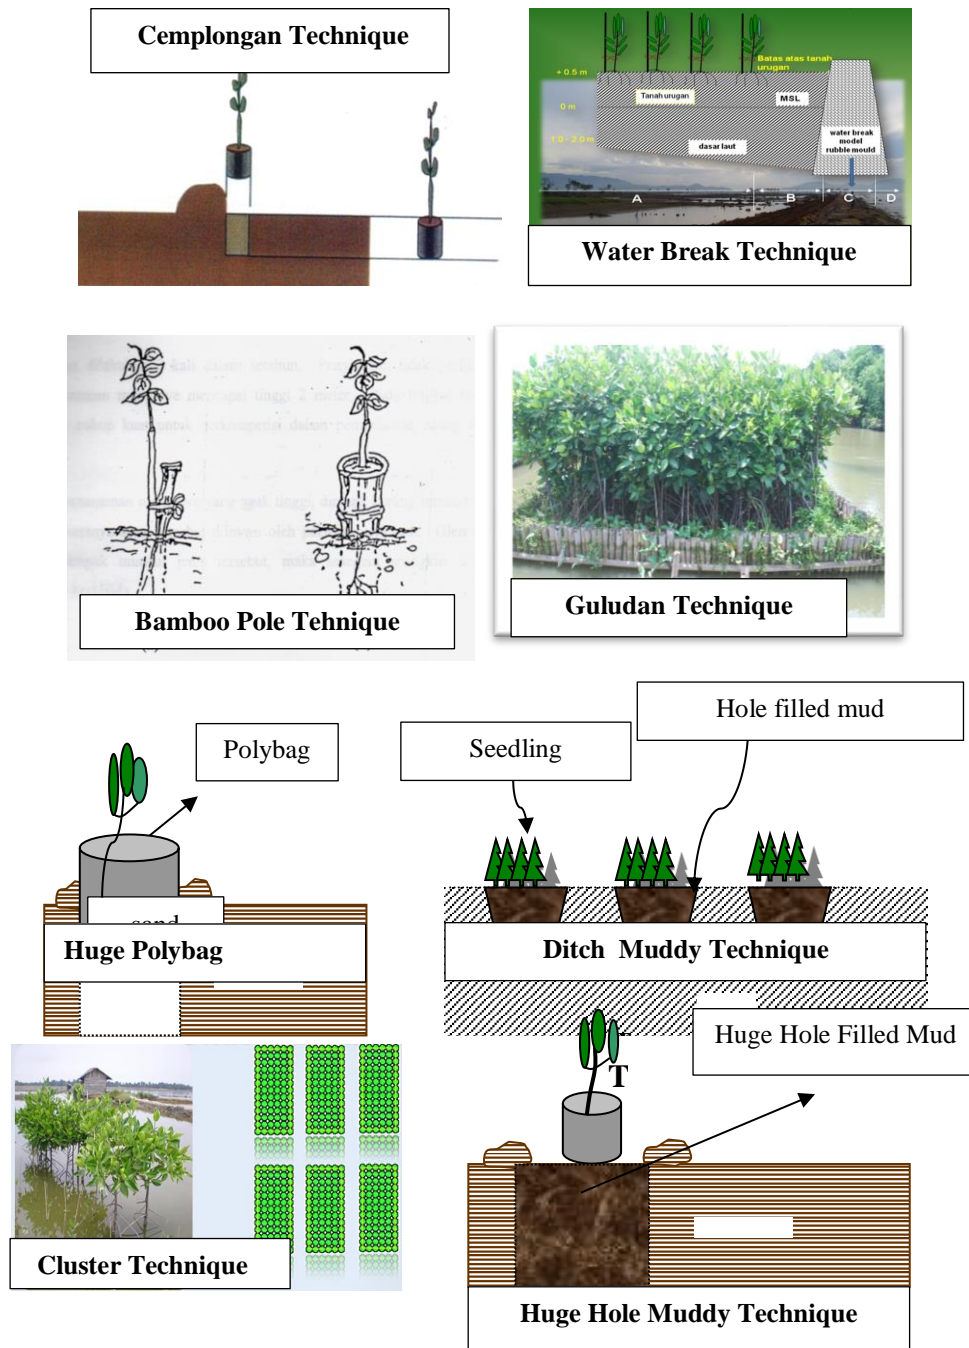 Cemplongan Technique
Batas atas tanah
urugan
+ 0.5 m
Tanah urugan
MSL
0 m
water break
model
rubble mould
1.0 - 2.0 m
dasar laut
A
B
C
D
Water Break Technique
Bamboo Pole Tehnique
Guludan Technique
Polybag
Seedling
Hole filled mud
sand
Huge Polybag
Ditch Muddy Technique
Huge Hole Filled Mud
T
Cluster Technique
Huge Hole Muddy Technique